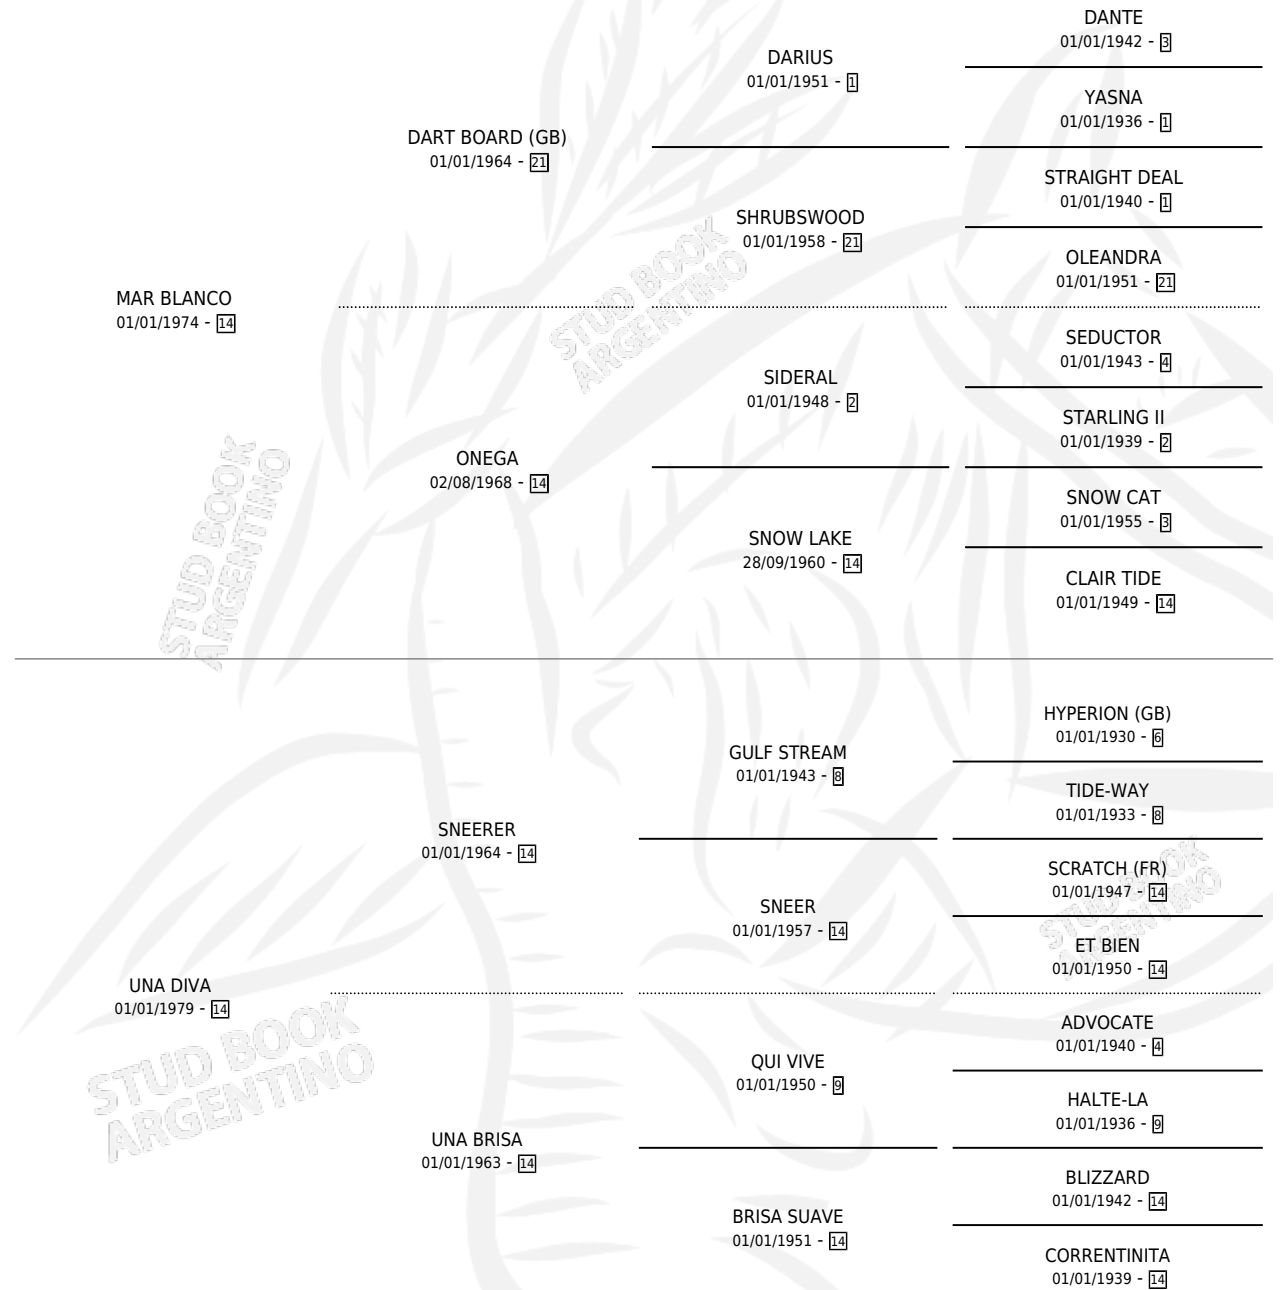 DANTE
01/01/1942 - 3
DARIUS
01/01/1951 - 1
YASNA
01/01/1936 - 1
DART BOARD (GB)
01/01/1964 - 21
STRAIGHT DEAL
01/01/1940 - 1
SHRUBSWOOD
01/01/1958 - 21
OLEANDRA
01/01/1951 - 21
MAR BLANCO
01/01/1974 - 14
STUD BOOK
ARGENTINO
SEDUCTOR
01/01/1943 - 4
SIDERAL
01/01/1948 - 2
STARLING II
01/01/1939 - 2
ONEGA
02/08/1968 - 14
SNOW CAT
01/01/1955 - 3
SNOW LAKE
28/09/1960 - 14
CLAIR TIDE
01/01/1949 - 14
STUD BOOK
ARGENTINO
HYPERION (GB)
01/01/1930 - 6
GULF STREAM
01/01/1943 - 8
TIDE-WAY
01/01/1933 - 8
SNEERER
01/01/1964 - 14
SCRATCH (FR)
01/01/1947 - 14
SNEER
01/01/1957 - 14
STUD BOOK
ARGENTINO
ET BIEN
01/01/1950 - 14
UNA DIVA
01/01/1979 - 14
STUD BOOK
ARGENTINO
ADVOCATE
01/01/1940 - 4
QUI VIVE
01/01/1950 - 9
HALTE-LA
01/01/1936 - 9
UNA BRISA
01/01/1963 - 14
BLIZZARD
01/01/1942 - 14
BRISA SUAVE
01/01/1951 - 14
CORRENTINITA
01/01/1939 - 14